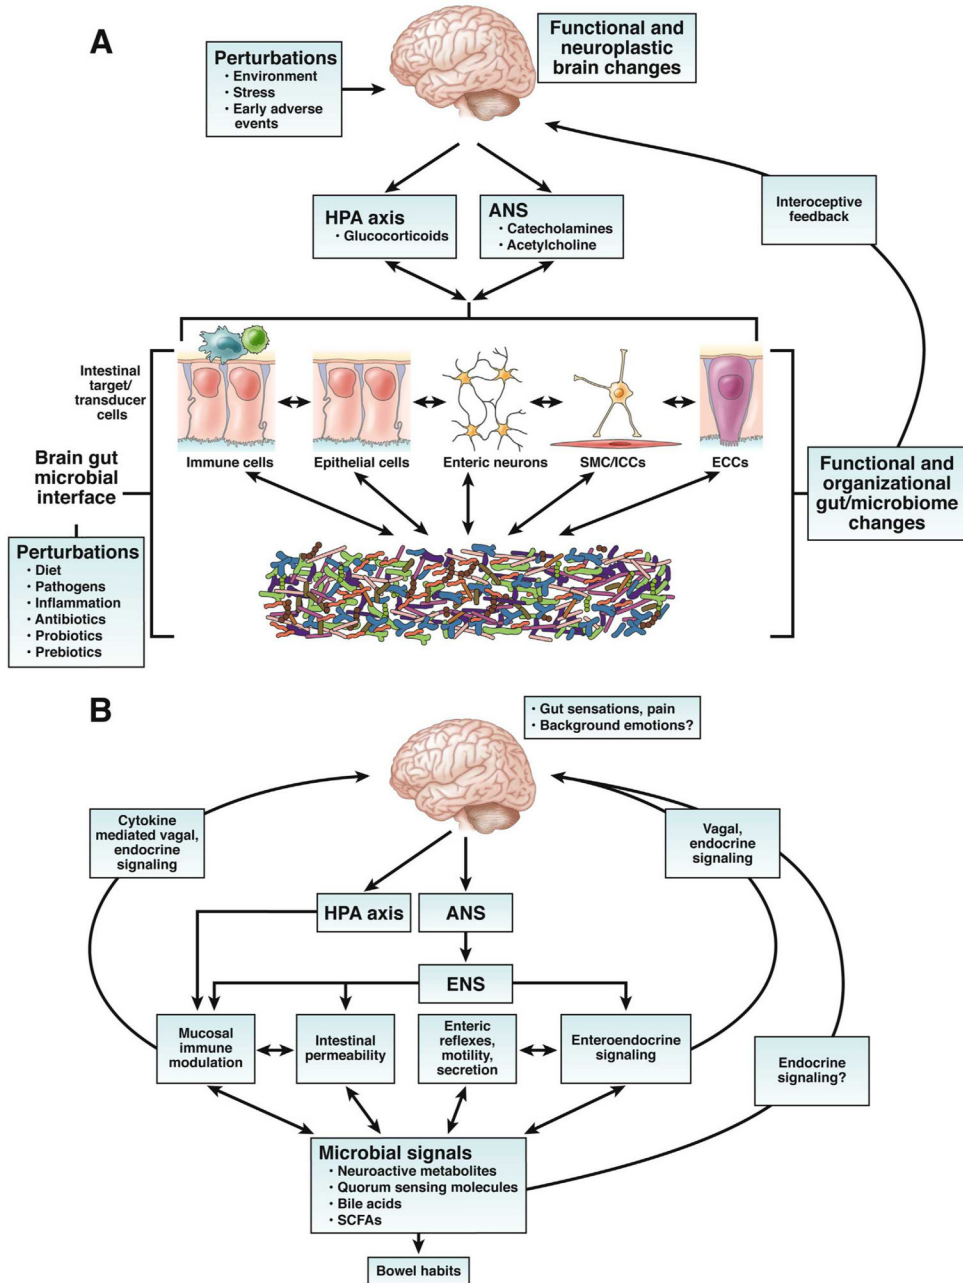 A
Perturbations
• Environment
• Stress
• Early adverse
events
Functional and
neuroplastic
brain changes
HPA axis
• Glucocorticoids
ANS
• Catecholamines
• Acetylcholine
Interoceptive
feedback
Intestinal
target/
transducer
cells
Immune cells
Epithelial cells
Enteric neurons
SMC/ICCs
ECCs
Brain gut
microbial
interface
Perturbations
• Diet
• Pathogens
• Inflammation
• Antibiotics
• Probiotics
• Prebiotics
Functional and
organizational
gut/microbiome
changes
B
• Gut sensations, pain
• Background emotions?
Cytokine
mediated vagal,
endocrine
signaling
Vagal,
endocrine
signaling
HPA axis
ANS
ENS
Mucosal
immune
modulation
Intestinal
permeability
Enteric
reflexes,
motility,
secretion
Enteroendocrine
signaling
Endocrine
signaling?
Microbial signals
• Neuroactive metabolites
• Quorum sensing molecules
• Bile acids
• SCFAs
Bowel habits